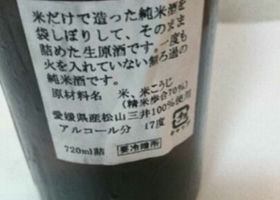 米だけで造った純米酒を
袋しぼりして、そのまま
詰めた生原酒です。一度も
火を入れていない無ろ過の
純米酒です。
原材料名 米、米こうじ
(精米歩合70%)
愛媛県産松山三井100%使用
アルコール分 17度
720ml詰 要冷蔵